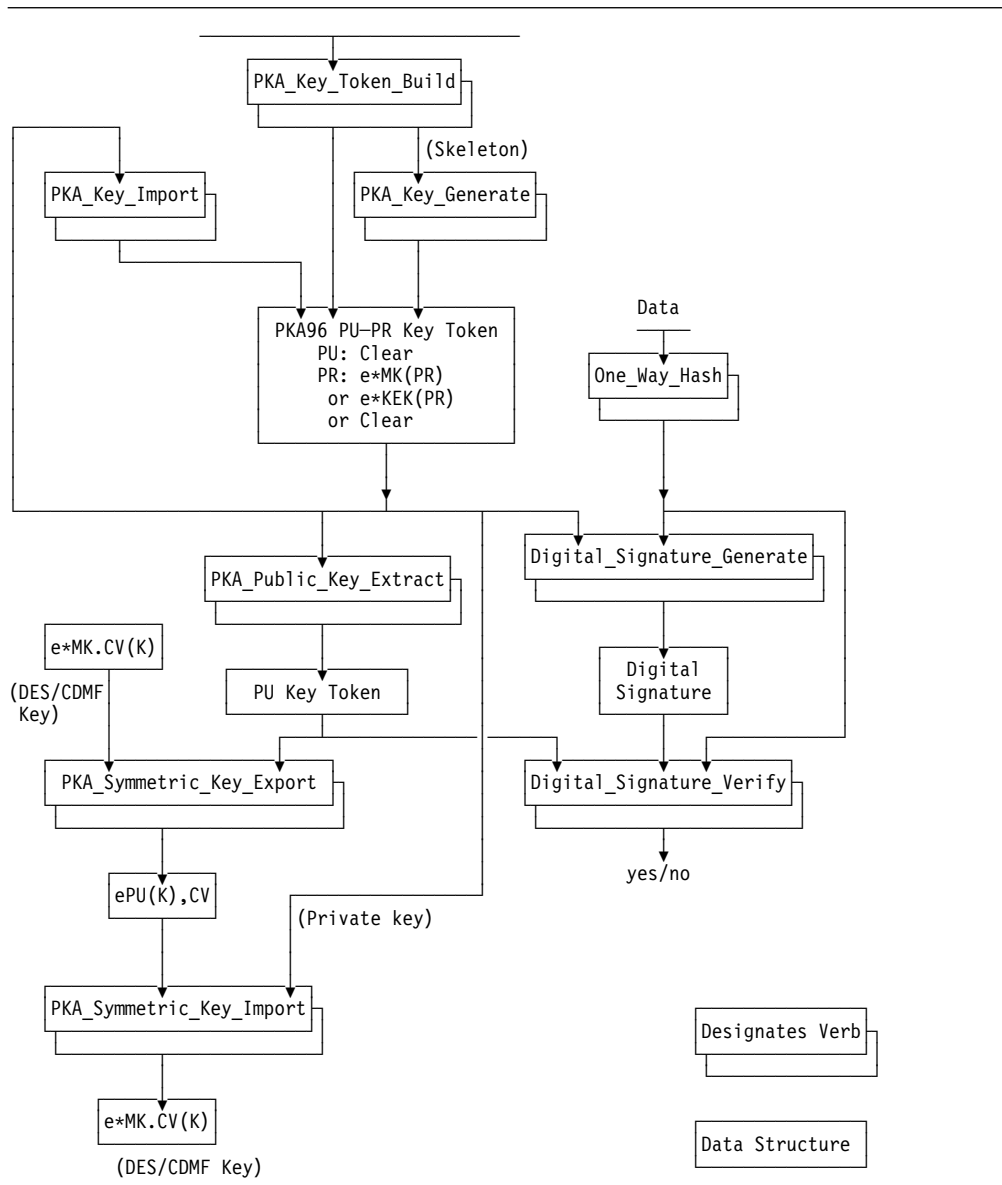 PKA_Key_Token_Build
(Skeleton)
PKA_Key_Import
PKA_Key_Generate
Data
PKA96 PU—PR Key Token
PU: Clear
PR: e*MK(PR)
or e*KEK(PR)
or Clear
One_Way_Hash
Digital_Signature_Generate
PKA_Public_Key_Extract
e*MK.CV(K)
(DES/CDMF
Key)
PU Key Token
Digital
Signature
PKA_Symmetric_Key_Export
Digital_Signature_Verify
yes/no
ePU(K),CV
(Private key)
PKA_Symmetric_Key_Import
Designates Verb
e*MK.CV(K)
(DES/CDMF Key)
Data Structure